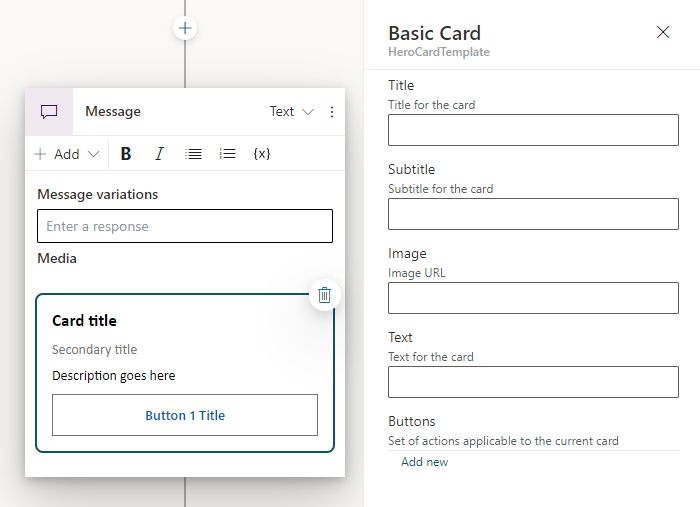 Message
Text
Add
B
I
{x}
Message variations
Enter a response
Media
Card title
Secondary title
Description goes here
Button 1 Title
Basic Card
HeroCardTemplate
Title
Title for the card
Subtitle
Subtitle for the card
Image
Image URL
Text
Text for the card
Buttons
Set of actions applicable to the current card
Add new